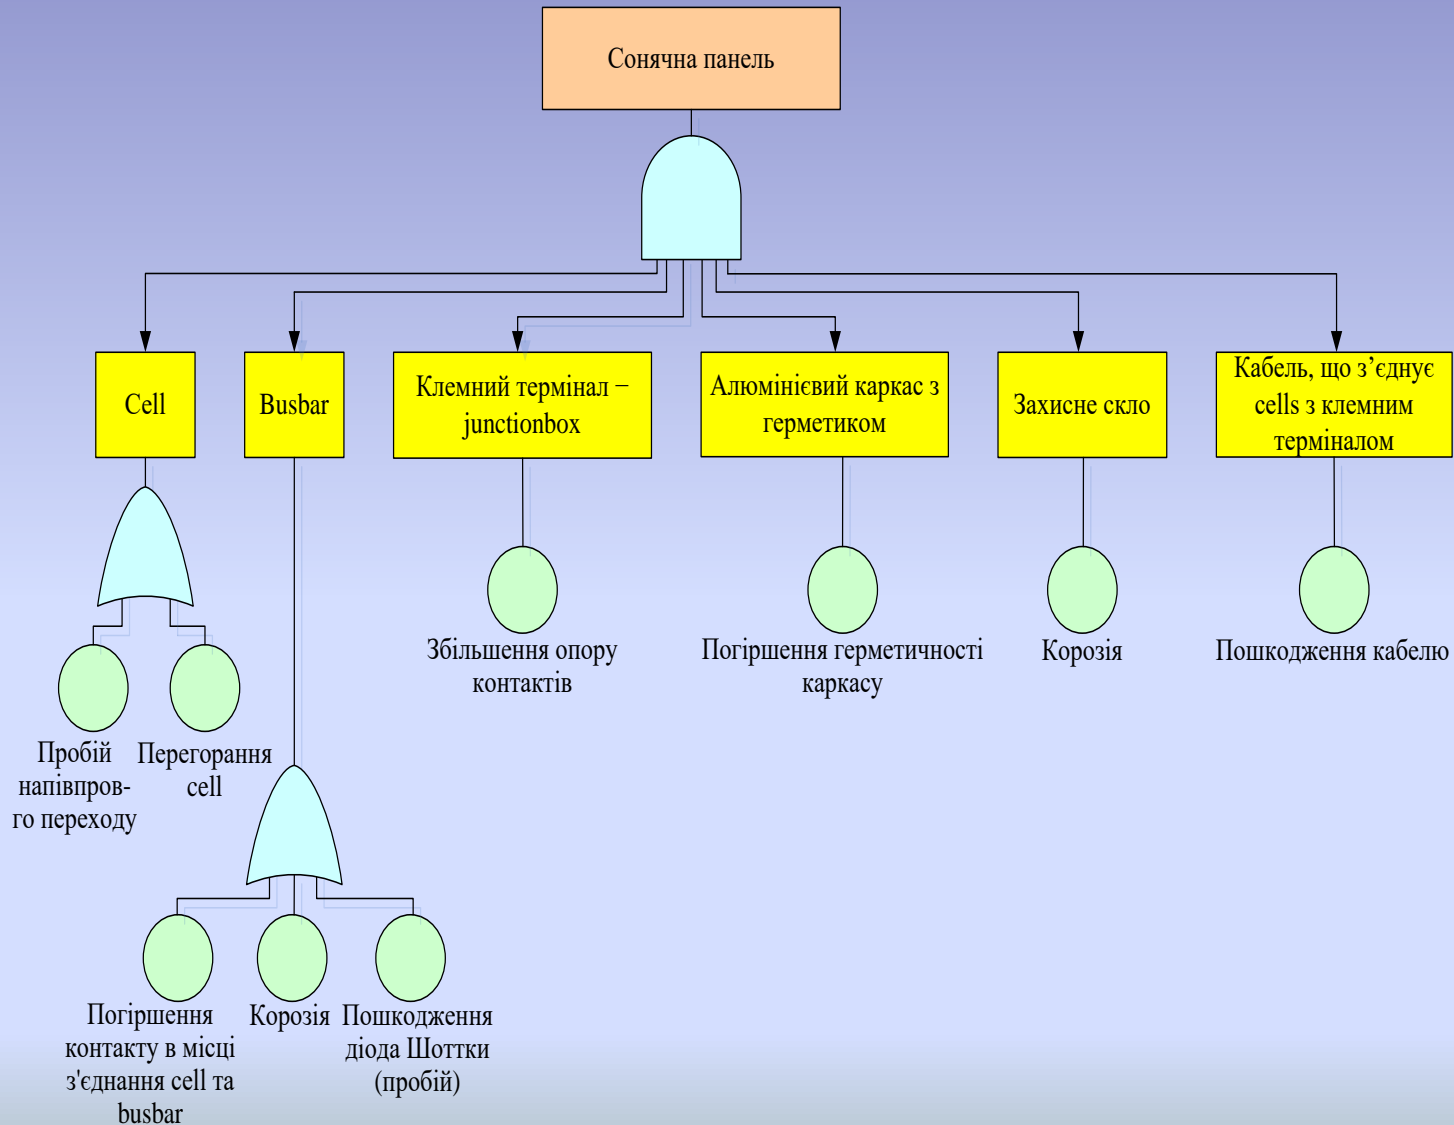 Сонячна панель
Cell
Busbar
Клемний термінал −
junctionbox
Алюмінієвий каркас з
герметиком
Захисне скло
Кабель, що з’єднує
cells з клемним
терміналом
Збільшення опору
контактів
Погіршення герметичності
каркасу
Корозія
Пошкодження кабелю
Пробій
напівпров-
го переходу
Перегорання
cell
Погіршення
контакту в місці
з'єднання cell та
busbar
Корозія
Пошкодження
діода Шоттки
(пробій)